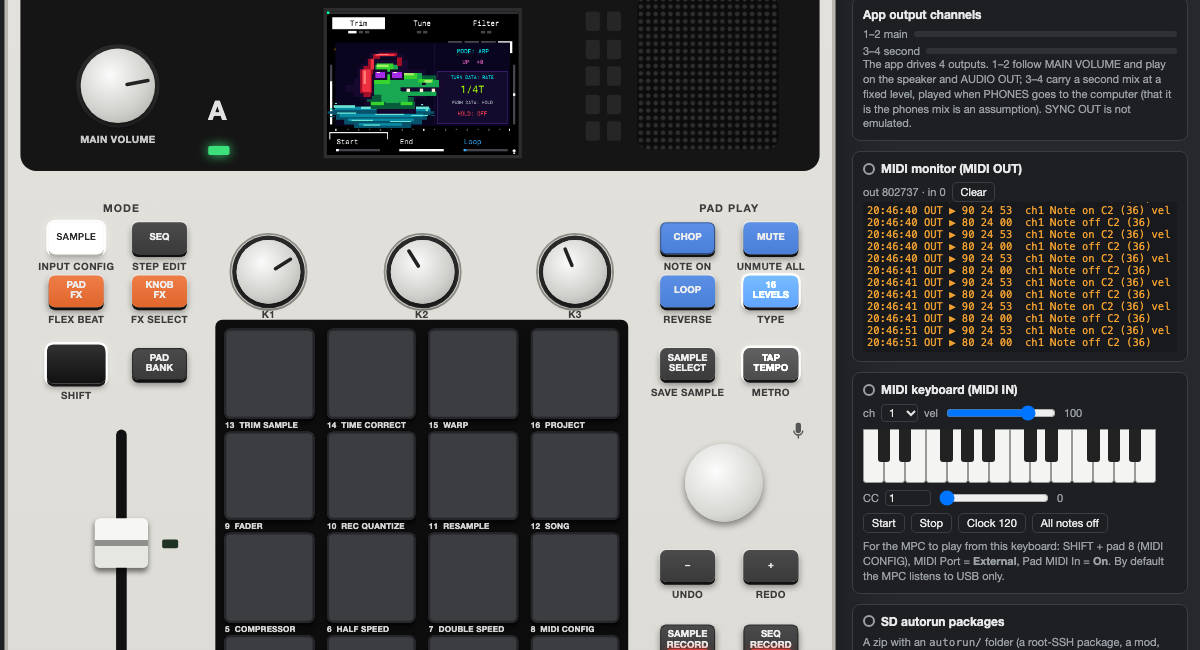 Trim Tune Filter
MODE: ARP
UP +0
TURN DATA: RATE
1/4T
PUSH DATA: HOLD
HOLD: OFF
Start End Loop
A
MAIN VOLUME
MODE
SAMPLE SEQ
INPUT CONFIG STEP EDIT
PAD FX KNOB FX
FLEX BEAT FX SELECT
PAD BANK
SHIFT
K1 K2 K3
PAD PLAY
CHOP MUTE
NOTE ON UNMUTE ALL
LOOP 16 LEVELS
REVERSE TYPE
SAMPLE SELECT TAP TEMPO
SAVE SAMPLE METRO
13 TRIM SAMPLE 14 TIME CORRECT 15 WARP 16 PROJECT
9 FADER 10 REC QUANTIZE 11 RESAMPLE 12 SONG
5 COMPRESSOR 6 HALF SPEED 7 DOUBLE SPEED 8 MIDI CONFIG
− +
UNDO REDO
SAMPLE RECORD SEQ RECORD
App output channels
1–2 main
3–4 second
The app drives 4 outputs. 1–2 follow MAIN VOLUME and play
on the speaker and AUDIO OUT; 3–4 carry a second mix at a
fixed level, played when PHONES goes to the computer (that it
is the phones mix is an assumption). SYNC OUT is not
emulated.
MIDI monitor (MIDI OUT)
out 802737 · in 0 Clear
20:46:40 OUT ▶ 90 24 53 ch1 Note on C2 (36) vel
20:46:40 OUT ▶ 80 24 00 ch1 Note off C2 (36)
20:46:40 OUT ▶ 90 24 53 ch1 Note on C2 (36) vel
20:46:40 OUT ▶ 80 24 00 ch1 Note off C2 (36)
20:46:40 OUT ▶ 90 24 53 ch1 Note on C2 (36) vel
20:46:41 OUT ▶ 80 24 00 ch1 Note off C2 (36)
20:46:41 OUT ▶ 90 24 53 ch1 Note on C2 (36) vel
20:46:41 OUT ▶ 80 24 00 ch1 Note off C2 (36)
20:46:41 OUT ▶ 90 24 53 ch1 Note on C2 (36) vel
20:46:41 OUT ▶ 80 24 00 ch1 Note off C2 (36)
20:46:51 OUT ▶ 90 24 53 ch1 Note on C2 (36) vel
20:46:51 OUT ▶ 80 24 00 ch1 Note off C2 (36)
MIDI keyboard (MIDI IN)
ch 1 vel 100
CC 1 0
Start Stop Clock 120 All notes off
For the MPC to play from this keyboard: SHIFT + pad 8 (MIDI
CONFIG), MIDI Port = External, Pad MIDI In = On. By default
the MPC listens to USB only.
SD autorun packages
A zip with an autorun/ folder (a root-SSH package, a mod,